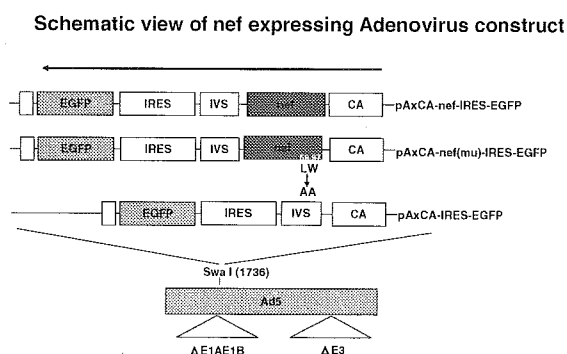 Schematic view of nef expressing Adenovirus construct
EGFP IRES IVS nef CA pAxCA-nef-IRES-EGFP
EGFP IRES IVS nef CA pAxCA-nef(mu)-IRES-EGFP
LW
AA
EGFP IRES IVS CA pAxCA-IRES-EGFP
Swa I (1736)
Ad5
Δ E1AE1B Δ E3